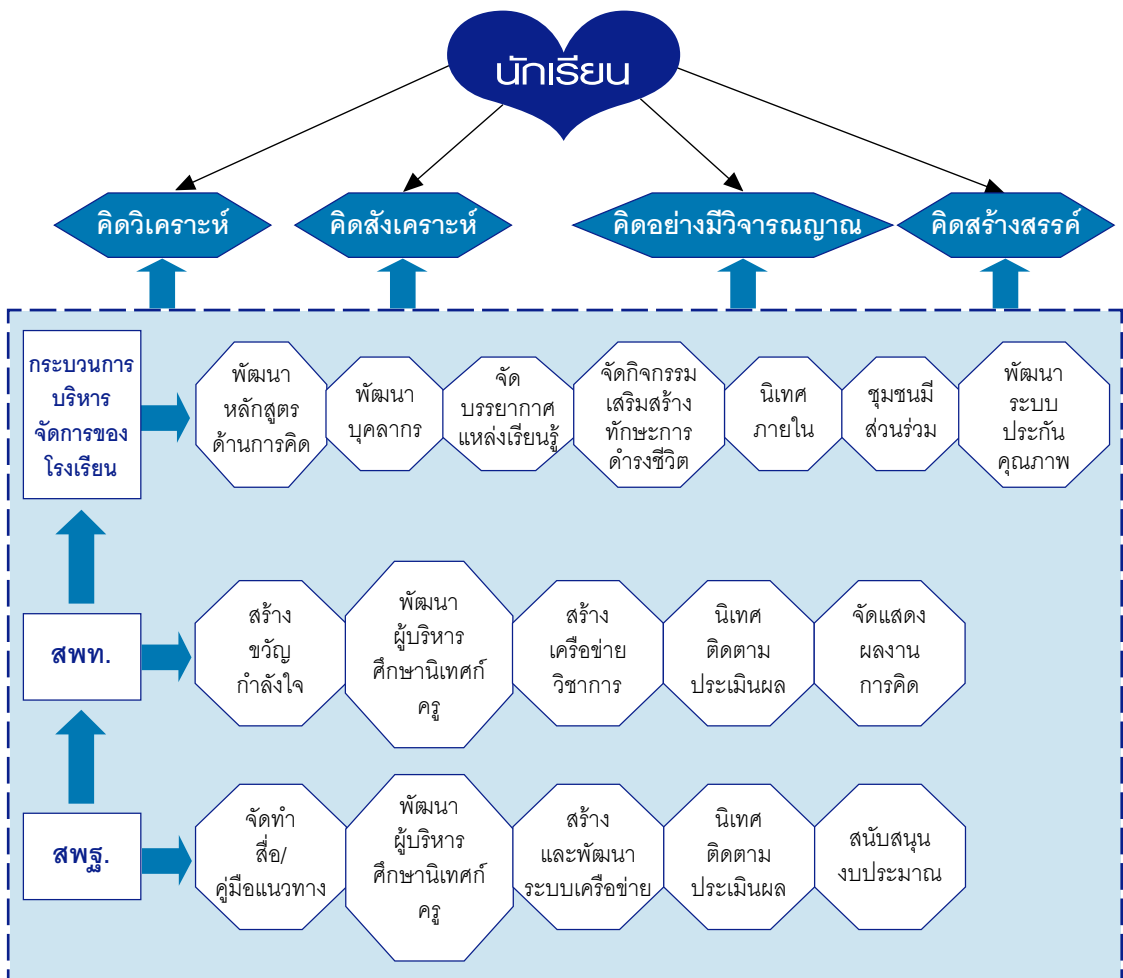 นักเรียน
คิดวิเคราะห์
คิดสังเคราะห์
คิดอย่างมีวิจารณญาณ
คิดสร้างสรรค์
กระบวนการ
บริหาร
จัดการของ
โรงเรียน
พัฒนา
หลักสูตร
ด้านการคิด
พัฒนา
บุคลากร
จัด
บรรยากาศ
แหล่งเรียนรู้
จัดกิจกรรม
เสริมสร้าง
ทักษะการ
ดำรงชีวิต
นิเทศ
ภายใน
ชุมชนมี
ส่วนร่วม
พัฒนา
ระบบ
ประกัน
คุณภาพ
สพท.
สร้าง
ขวัญ
กำลังใจ
พัฒนา
ผู้บริหาร
ศึกษานิเทศก์
ครู
สร้าง
เครือข่าย
วิชาการ
นิเทศ
ติดตาม
ประเมินผล
จัดแสดง
ผลงาน
การคิด
สพฐ.
จัดทำ
สื่อ/
คู่มือแนวทาง
พัฒนา
ผู้บริหาร
ศึกษานิเทศก์
ครู
สร้าง
และพัฒนา
ระบบเครือข่าย
นิเทศ
ติดตาม
ประเมินผล
สนับสนุน
งบประมาณ